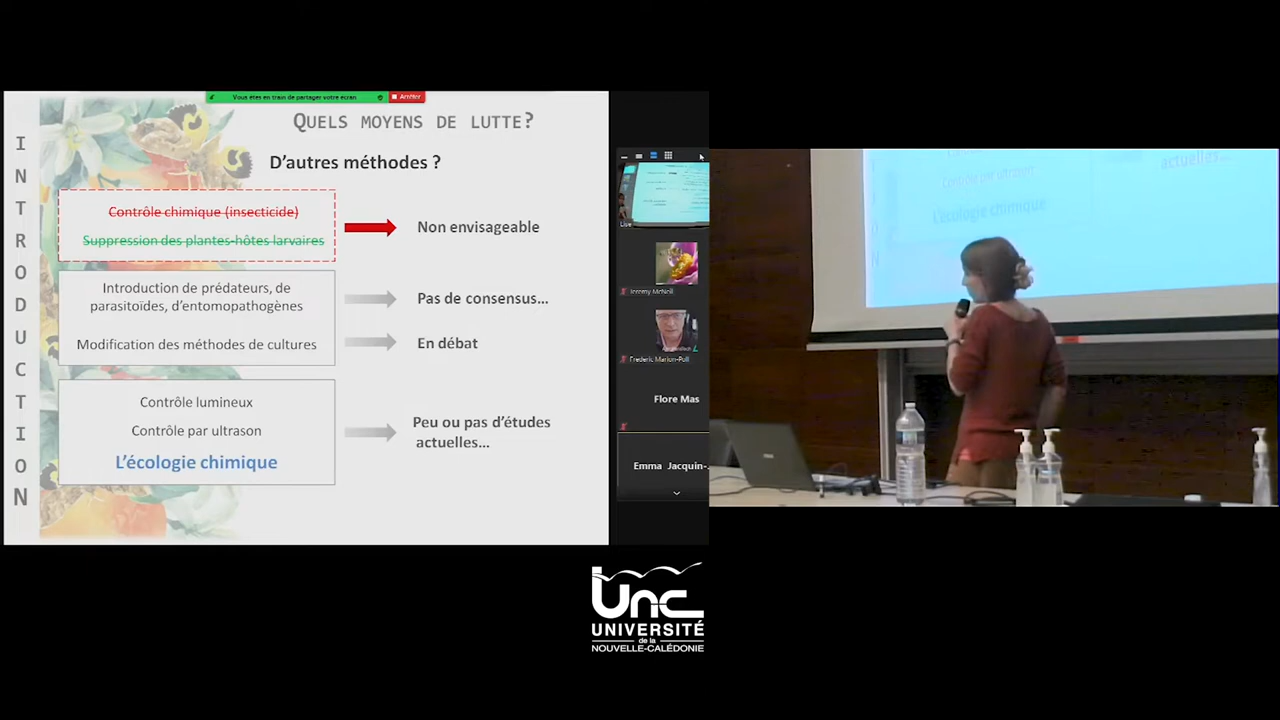 Vous êtes en train de partager votre écran
Arrêter
QUELS MOYENS DE LUTTE?
INTRODUCTION
D'autres méthodes ?
Contrôle chimique (insecticide)
Suppression des plantes-hôtes larvaires
Non envisageable
Introduction de prédateurs, de
parasitoïdes, d'entomopathogènes
Pas de consensus...
Modification des méthodes de cultures
En débat
Contrôle lumineux
Contrôle par ultrason
L'écologie chimique
Peu ou pas d'études
actuelles...
Jeremy McNeil
Frederic Marion-Poll
Flore Mas
Emma Jacquin-...
actuelles...
Contrôle par ultrason
L'écologie chimique
Unc
UNIVERSITÉ
de la
NOUVELLE-CALÉDONIE